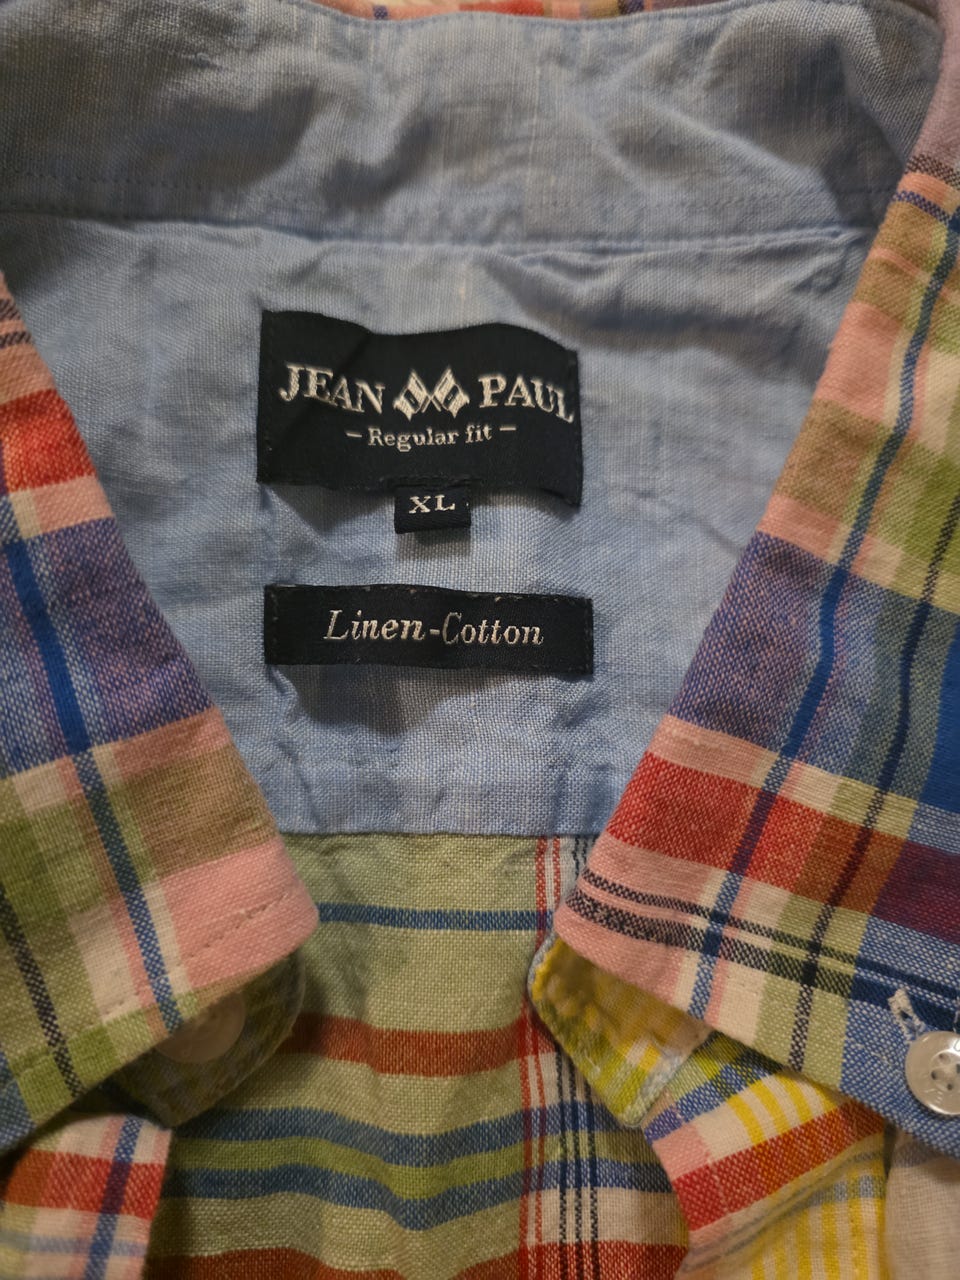 JEAN PAUL
- Regular fit -
XL
Linen-Cotton